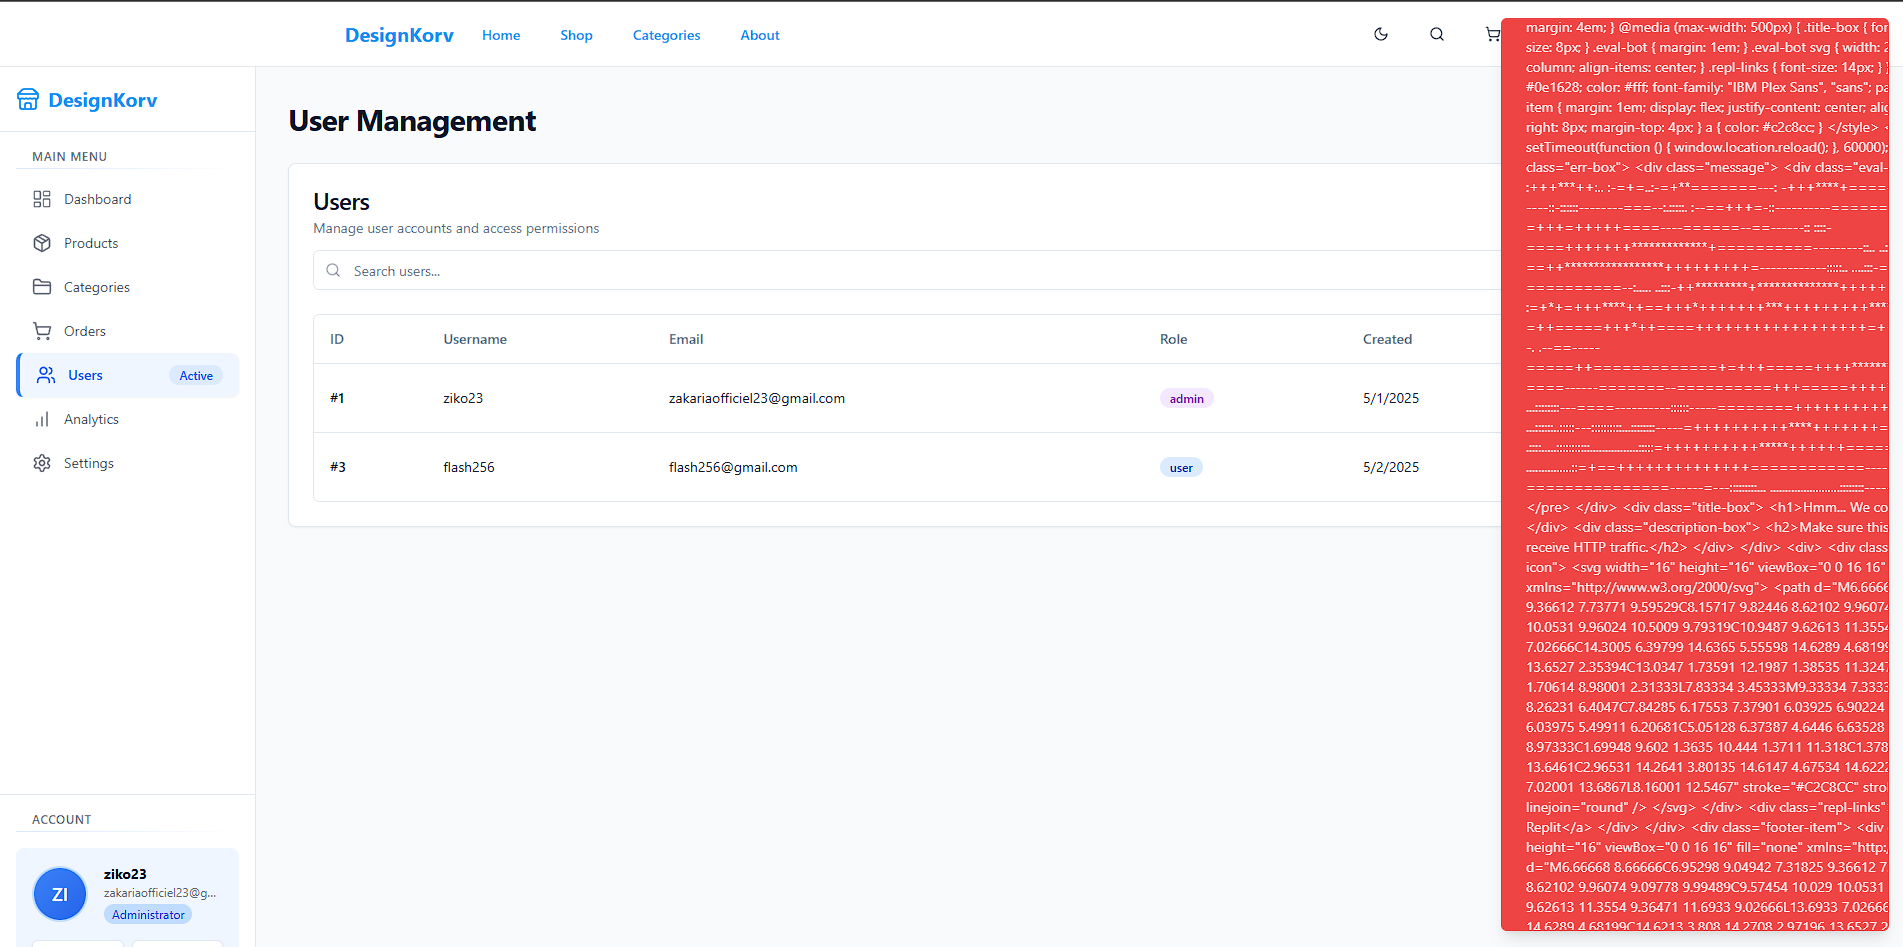 DesignKorv
Home
Shop
Categories
About
DesignKorv
MAIN MENU
Dashboard
Products
Categories
Orders
Users
Active
Analytics
Settings
ACCOUNT
ZI
ziko23
zakariaofficiel23@g...
Administrator
User Management
Users
Manage user accounts and access permissions
Search users...
ID Username Email Role Created
#1 ziko23 zakariaofficiel23@gmail.com admin 5/1/2025
#3 flash256 flash256@gmail.com user 5/2/2025
margin: 4em; } @media (max-width: 500px) { .title-box { for
size: 8px; } .eval-bot { margin: 1em; } .eval-bot svg { width: 2
column; align-items: center; } .repl-links { font-size: 14px; } }
#0e1628; color: #fff; font-family: "IBM Plex Sans", "sans"; pa
item { margin: 1em; display: flex; justify-content: center; alig
right: 8px; margin-top: 4px; } a { color: #c2c8cc; } </style> <
setTimeout(function () { window.location.reload(); }, 60000);
class="err-box"> <div class="message"> <div class="eval-
</pre> </div> <div class="title-box"> <h1>Hmm... We co
</div> <div class="description-box"> <h2>Make sure this
receive HTTP traffic.</h2> </div> </div> <div> <div clas
icon"> <svg width="16" height="16" viewBox="0 0 16 16"
xmlns="http://www.w3.org/2000/svg"> <path d="M6.6666
9.36612 7.73771 9.59529C8.15717 9.82446 8.62102 9.96074
10.0531 9.96024 10.5009 9.79319C10.9487 9.62613 11.3554
7.02666C14.3005 6.39799 14.6365 5.55598 14.6289 4.68199
13.6527 2.35394C13.0347 1.73591 12.1987 1.38535 11.3247
1.70614 8.98001 2.31333L7.83334 3.45333M9.33334 7.3333
8.26231 6.4047C7.84285 6.17553 7.37901 6.03925 6.90224
6.03975 5.49911 6.20681C5.05128 6.37387 4.6446 6.63528
8.97333C1.69948 9.602 1.3635 10.444 1.3711 11.318C1.378
13.6461C2.96531 14.2641 3.80135 14.6147 4.67534 14.6222
7.02001 13.6867L8.16001 12.5467" stroke="#C2C8CC" stro
linejoin="round" /> </svg> </div> <div class="repl-links"
Replit</a> </div> </div> <div class="footer-item"> <div
height="16" viewBox="0 0 16 16" fill="none" xmlns="http:/
d="M6.66668 8.66666C6.95298 9.04942 7.31825 9.36612 7
8.62102 9.96074 9.09778 9.99489C9.57454 10.029 10.0531
9.62613 11.3554 9.36471 11.6933 9.02666L13.6933 7.02666
14.6289 4.68199C14.6213 3.808 14.2708 2.97196 13.6527 2